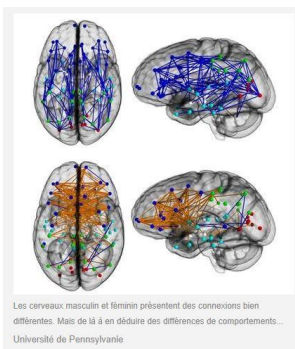 Les cerveaux masculin et féminin présentent des connexions bien
différentes. Mais de là à en déduire des différences de comportements...
Université de Pennsylvanie